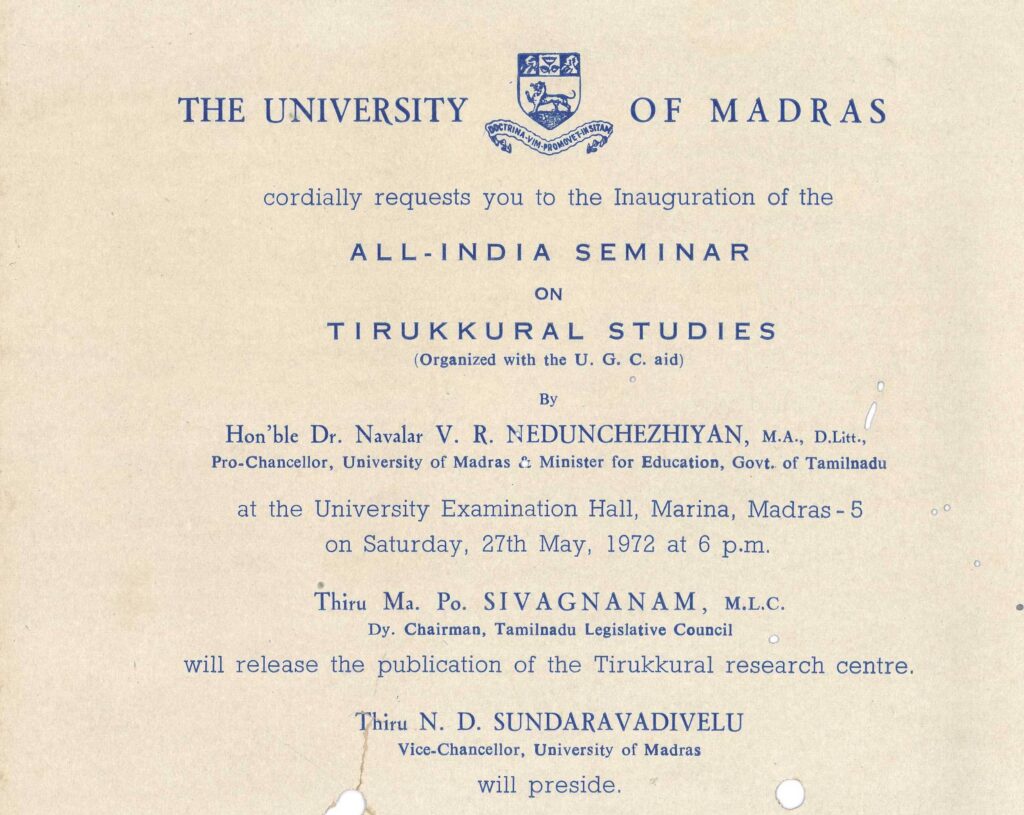 THE UNIVERSITY OF MADRAS
DOCTRINA·VIM·PROMOVET·INSITAM
cordially requests you to the Inauguration of the
ALL-INDIA SEMINAR
ON
TIRUKKURAL STUDIES
(Organized with the U. G. C. aid)
By
Hon'ble Dr. Navalar V. R. NEDUNCHEZHIYAN, M.A., D.Litt.,
Pro-Chancellor, University of Madras & Minister for Education, Govt. of Tamilnadu
at the University Examination Hall, Marina, Madras - 5
on Saturday, 27th May, 1972 at 6 p.m.
Thiru Ma. Po. SIVAGNANAM, M.L.C.
Dy. Chairman, Tamilnadu Legislative Council
will release the publication of the Tirukkural research centre.
Thiru N. D. SUNDARAVADIVELU
Vice-Chancellor, University of Madras
will preside.